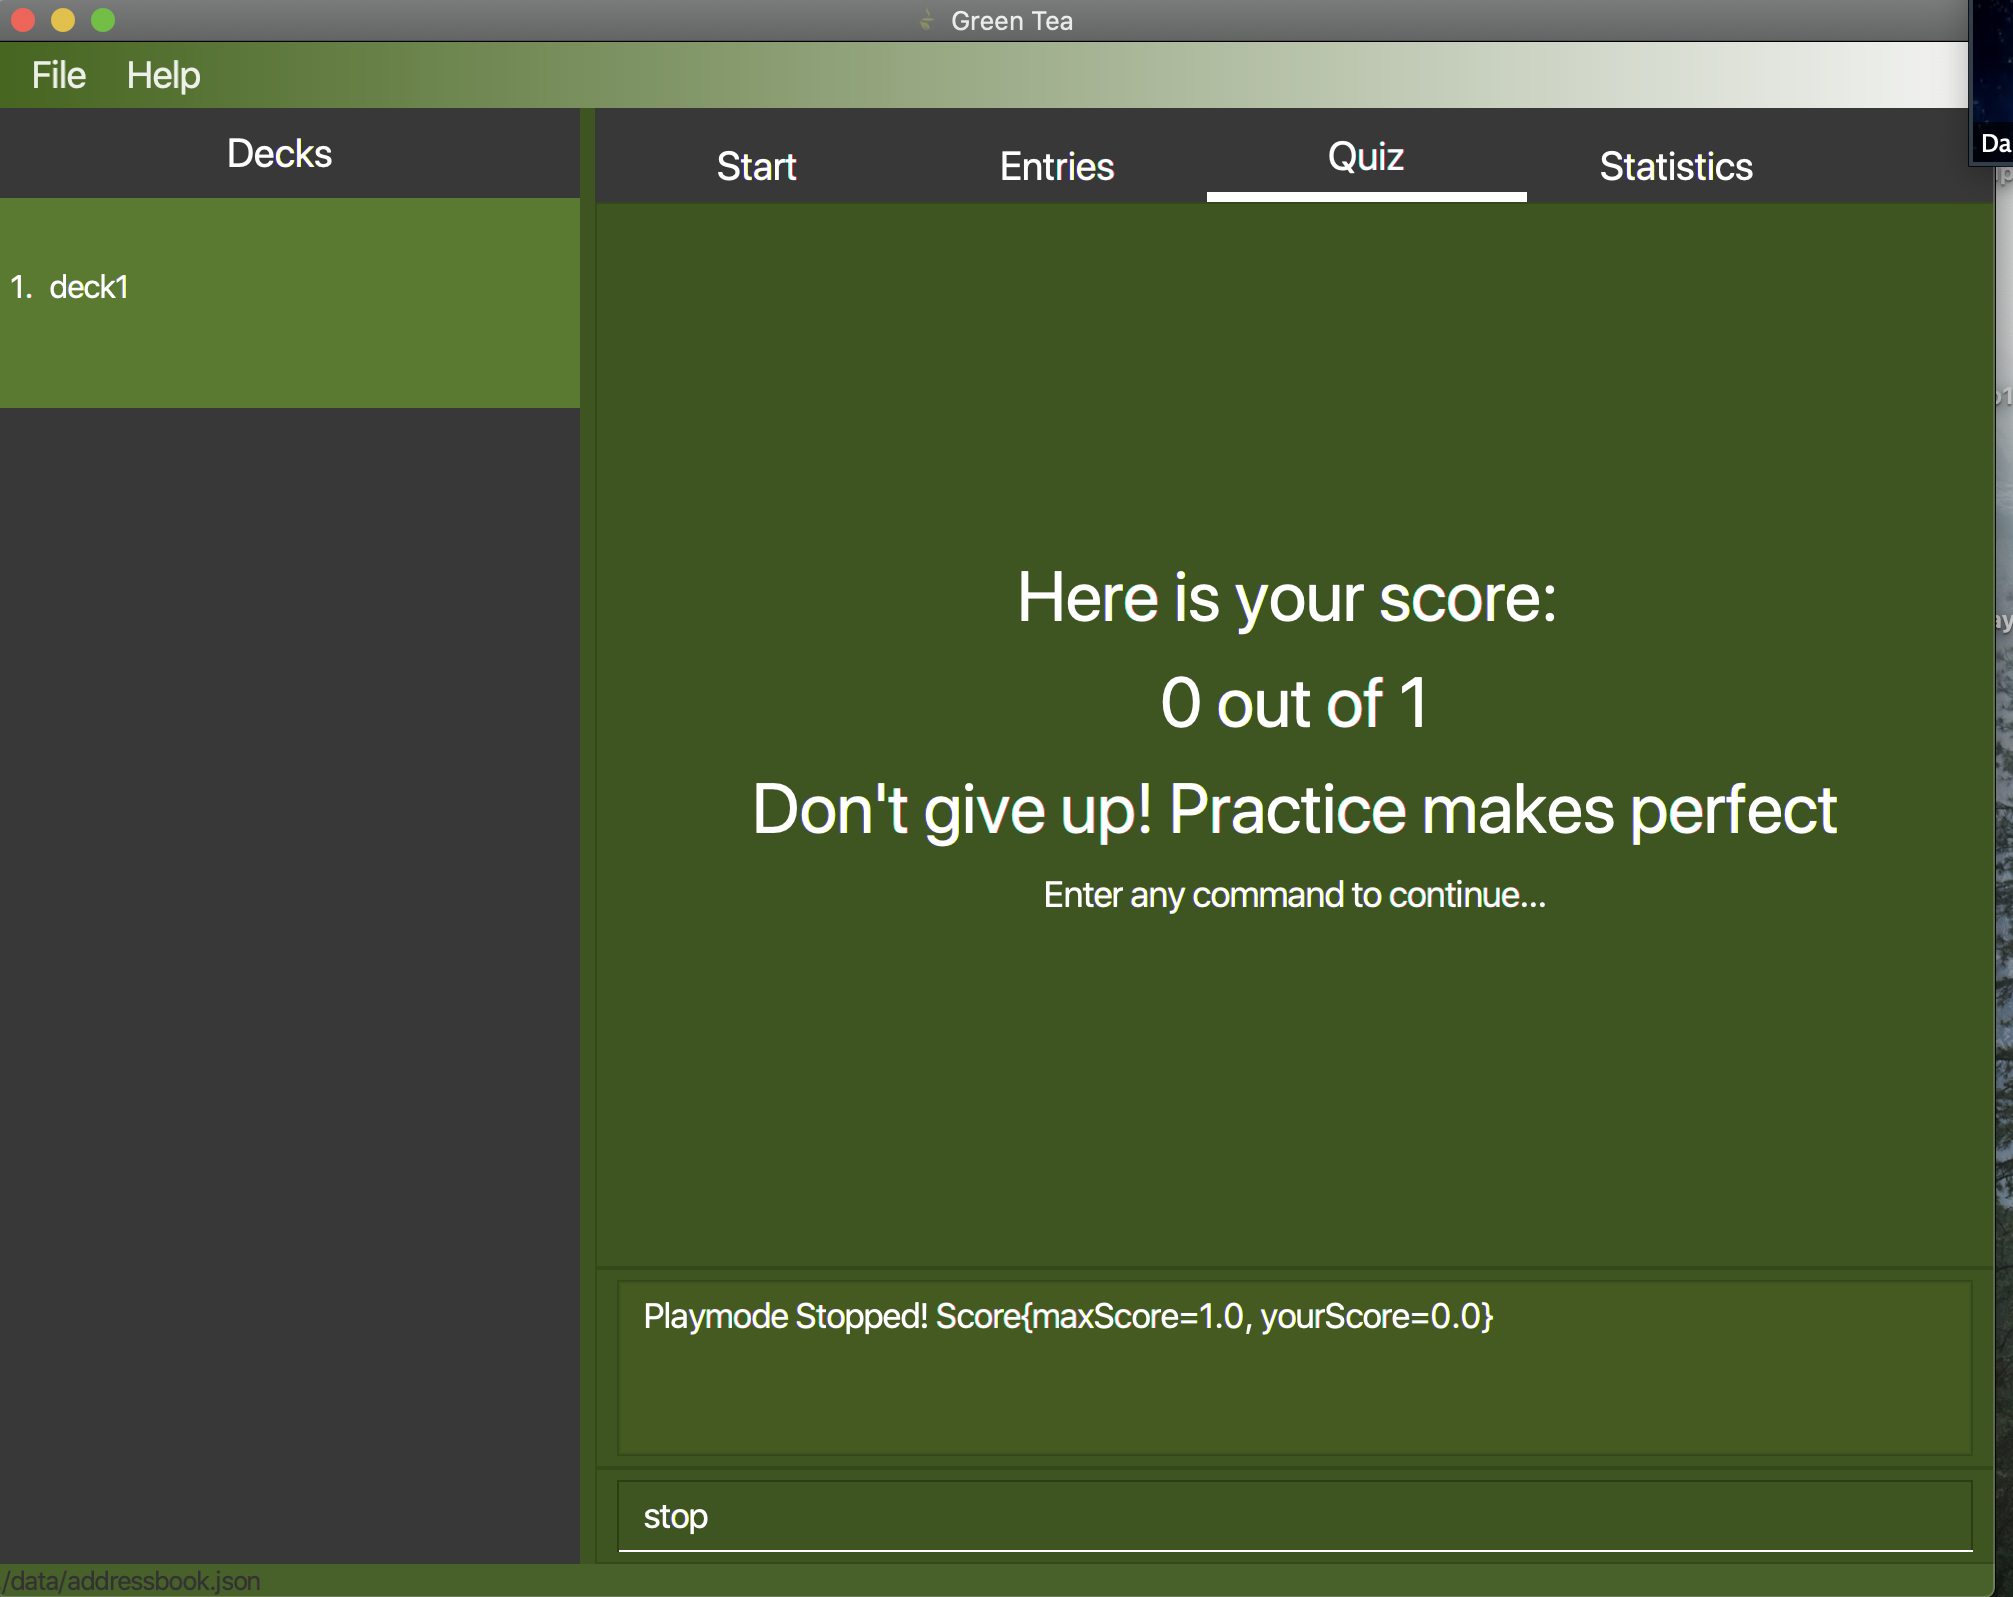 Green Tea
File Help
Decks
Start Entries Quiz Statistics
1. deck1
Here is your score:
0 out of 1
Don't give up! Practice makes perfect
Enter any command to continue...
Playmode Stopped! Score{maxScore=1.0, yourScore=0.0}
stop
/data/addressbook.json